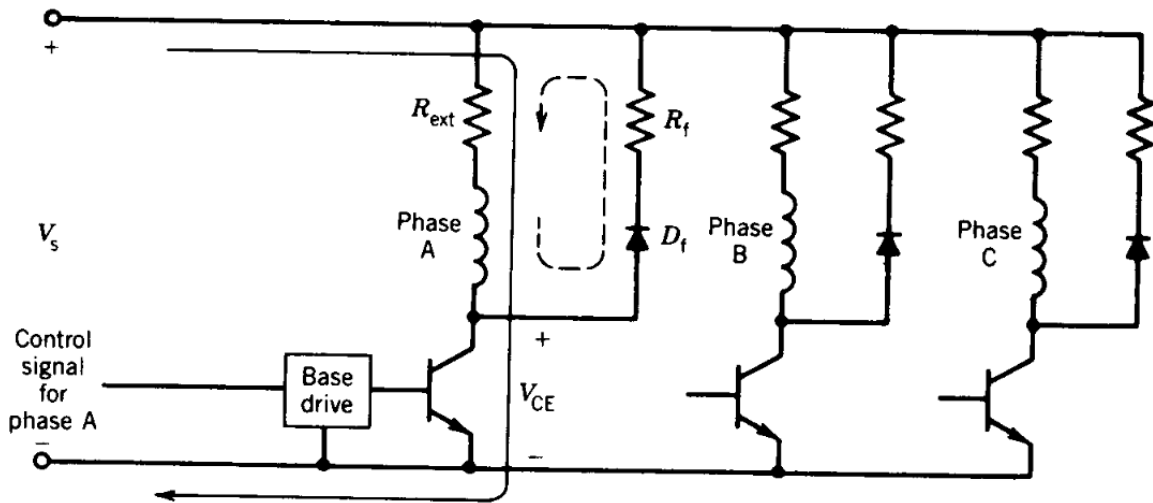 +
R_ext
R_f
V_s
Phase
A
D_f
Phase
B
Phase
C
Control
signal
for
phase A
Base
drive
+
V_CE
–
–